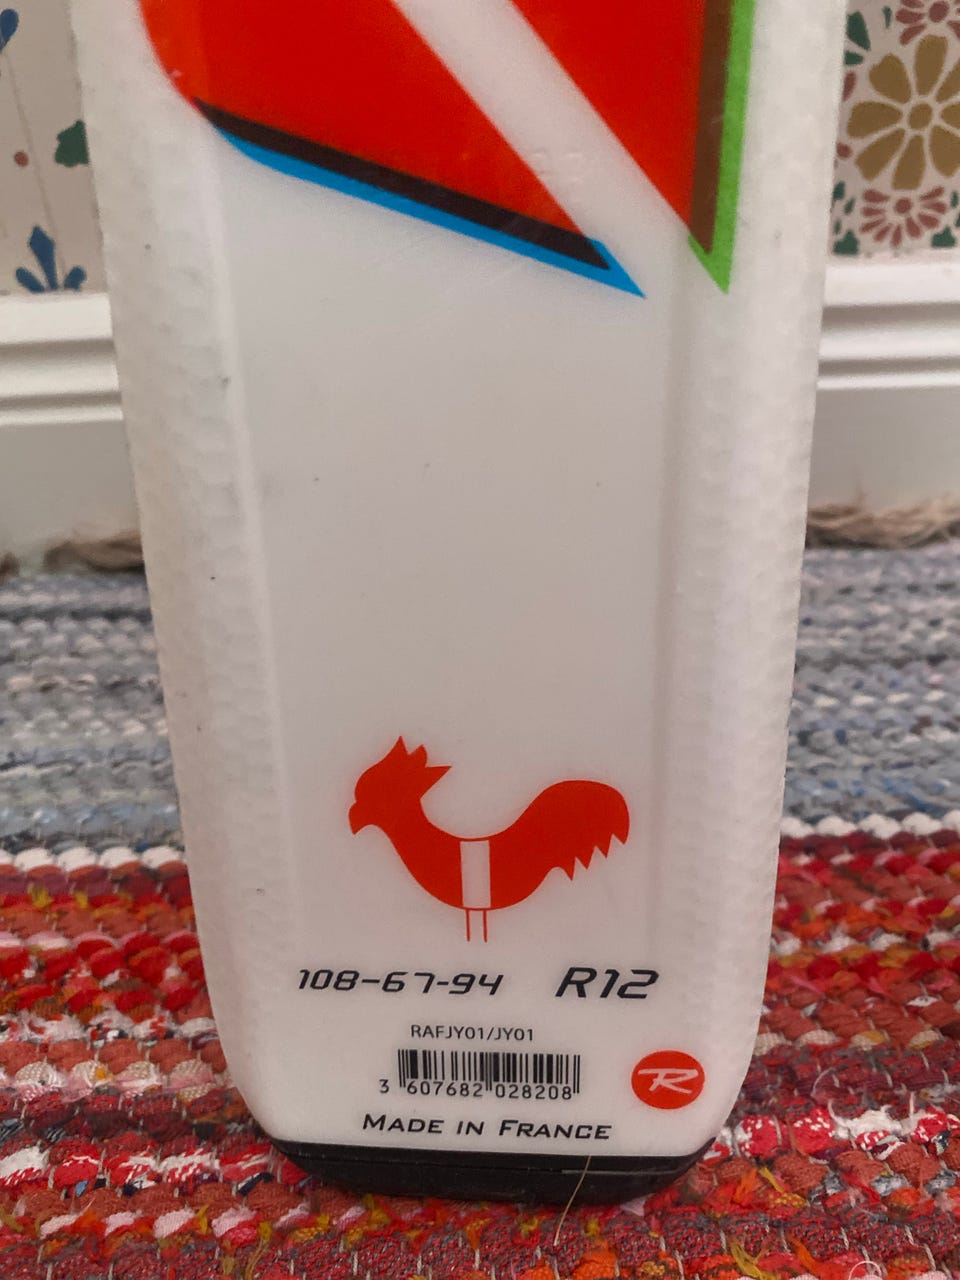 108-67-94 R12
RAFJY01/JY01
3 607682 028208
R
MADE IN FRANCE